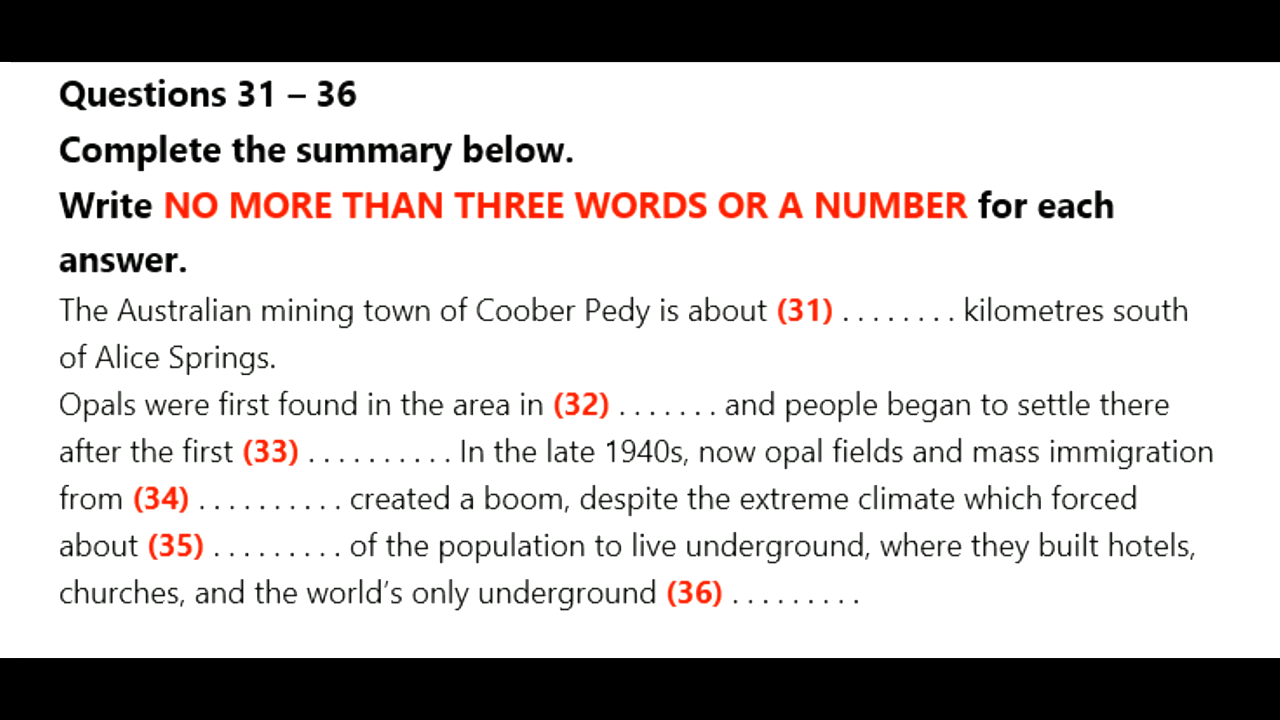 Questions 31 – 36
Complete the summary below.
Write NO MORE THAN THREE WORDS OR A NUMBER for each
answer.
The Australian mining town of Coober Pedy is about (31) . . . . . . . . kilometres south
of Alice Springs.
Opals were first found in the area in (32) . . . . . . . and people began to settle there
after the first (33) . . . . . . . . . . In the late 1940s, now opal fields and mass immigration
from (34) . . . . . . . . . . created a boom, despite the extreme climate which forced
about (35) . . . . . . . . . of the population to live underground, where they built hotels,
churches, and the world’s only underground (36) . . . . . . . . .